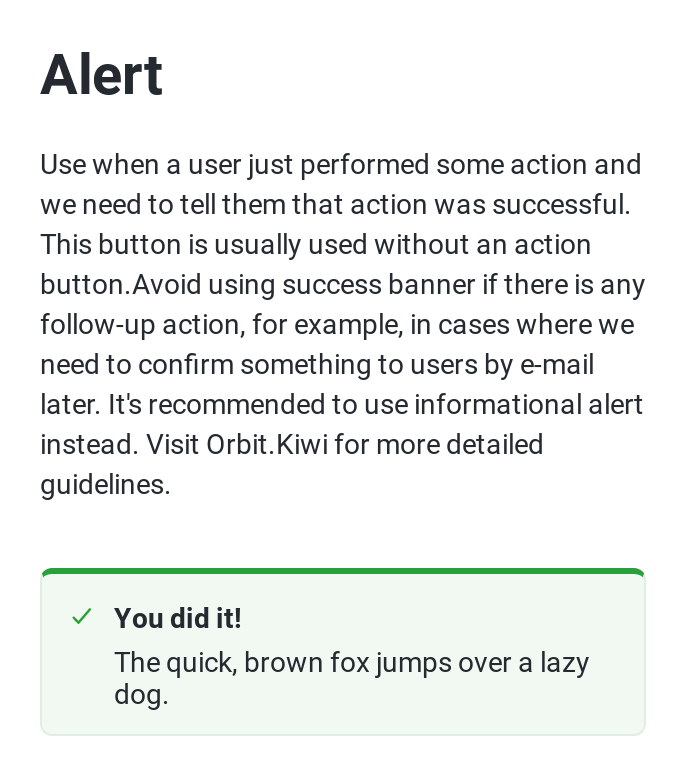 Alert
Use when a user just performed some action and
we need to tell them that action was successful.
This button is usually used without an action
button.Avoid using success banner if there is any
follow-up action, for example, in cases where we
need to confirm something to users by e-mail
later. It's recommended to use informational alert
instead. Visit Orbit.Kiwi for more detailed
guidelines.
You did it!
The quick, brown fox jumps over a lazy
dog.